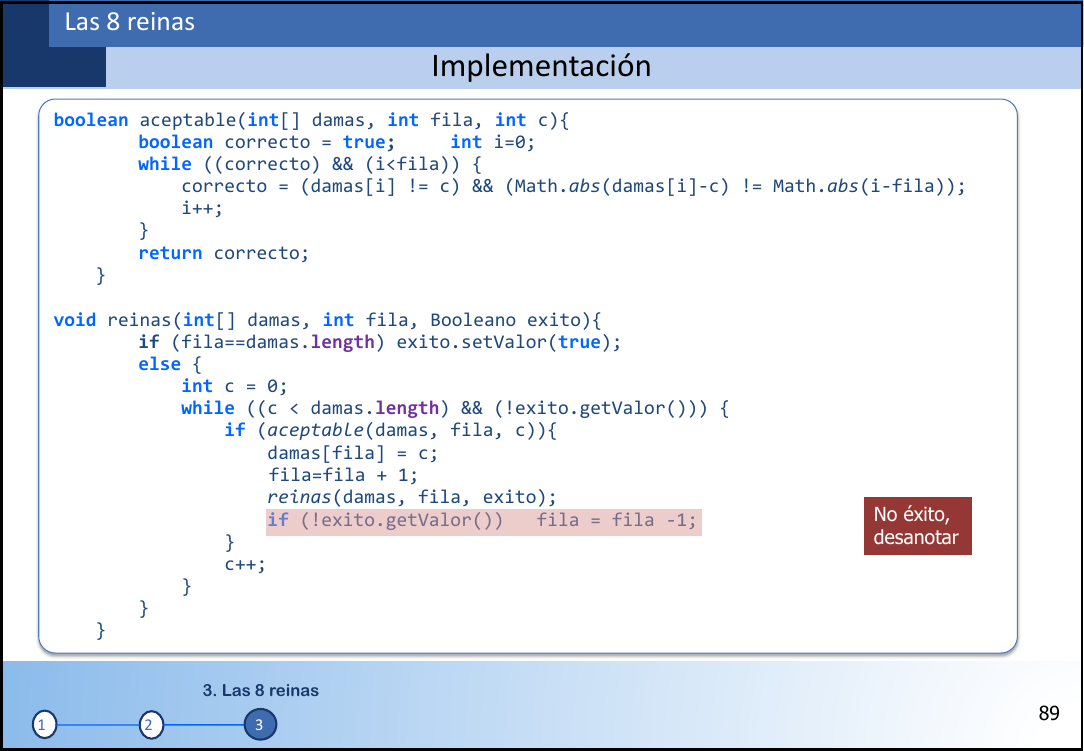 Las 8 reinas
Implementación
boolean aceptable(int[] damas, int fila, int c){
boolean correcto = true;     int i=0;
while ((correcto) && (i<fila)) {
correcto = (damas[i] != c) && (Math.abs(damas[i]-c) != Math.abs(i-fila));
i++;
}
return correcto;
}
void reinas(int[] damas, int fila, Booleano exito){
if (fila==damas.length) exito.setValor(true);
else {
int c = 0;
while ((c < damas.length) && (!exito.getValor())) {
if (aceptable(damas, fila, c)){
damas[fila] = c;
fila=fila + 1;
reinas(damas, fila, exito);
if (!exito.getValor())   fila = fila -1;
}
c++;
}
}
}
No éxito,
desanotar
3. Las 8 reinas
1 2 3
89